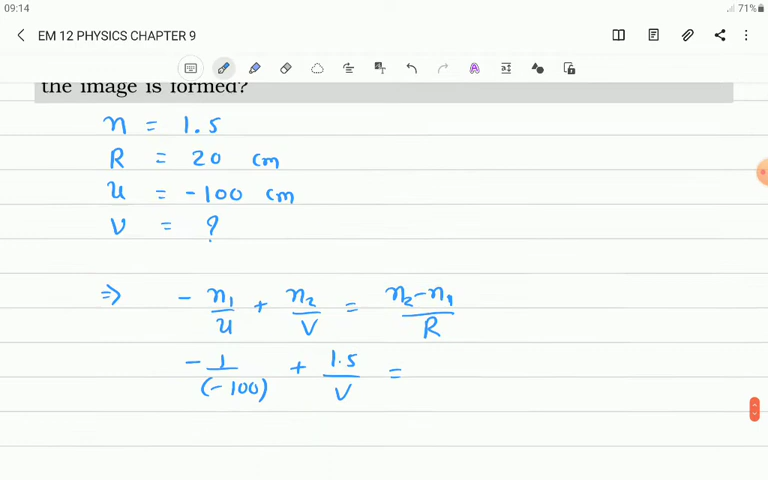 09:14 71%
EM 12 PHYSICS CHAPTER 9
the image is formed?
n = 1.5
R = 20 cm
u = -100 cm
v = ?
⇒ - n₁/u + n₂/v = n₂-n₁/R
- 1/(-100) + 1.5/v =